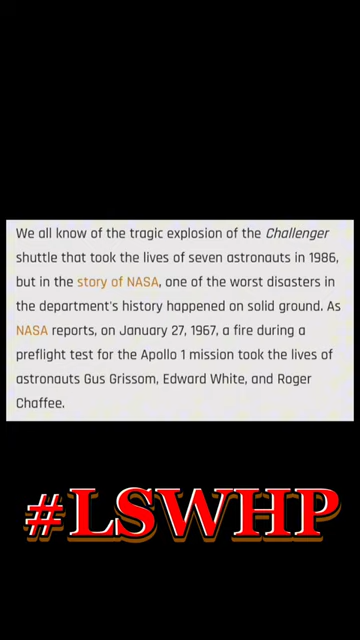 We all know of the tragic explosion of the Challenger
shuttle that took the lives of seven astronauts in 1986,
but in the story of NASA, one of the worst disasters in
the department's history happened on solid ground. As
NASA reports, on January 27, 1967, a fire during a
preflight test for the Apollo 1 mission took the lives of
astronauts Gus Grissom, Edward White, and Roger
Chaffee.
#LSWHP